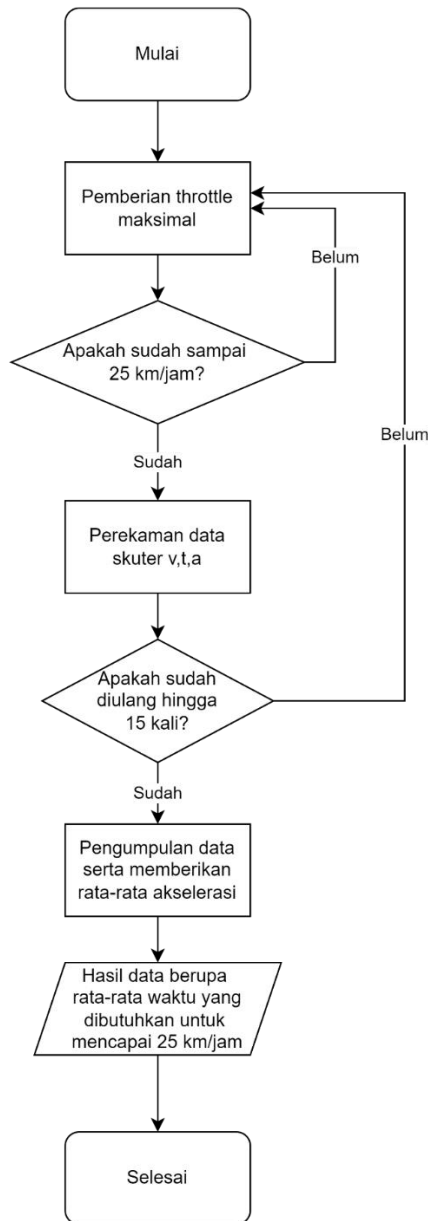 Mulai
Pemberian throttle
maksimal
Belum
Apakah sudah sampai
25 km/jam?
Belum
Sudah
Perekaman data
skuter v,t,a
Apakah sudah
diulang hingga
15 kali?
Sudah
Pengumpulan data
serta memberikan
rata-rata akselerasi
Hasil data berupa
rata-rata waktu yang
dibutuhkan untuk
mencapai 25 km/jam
Selesai